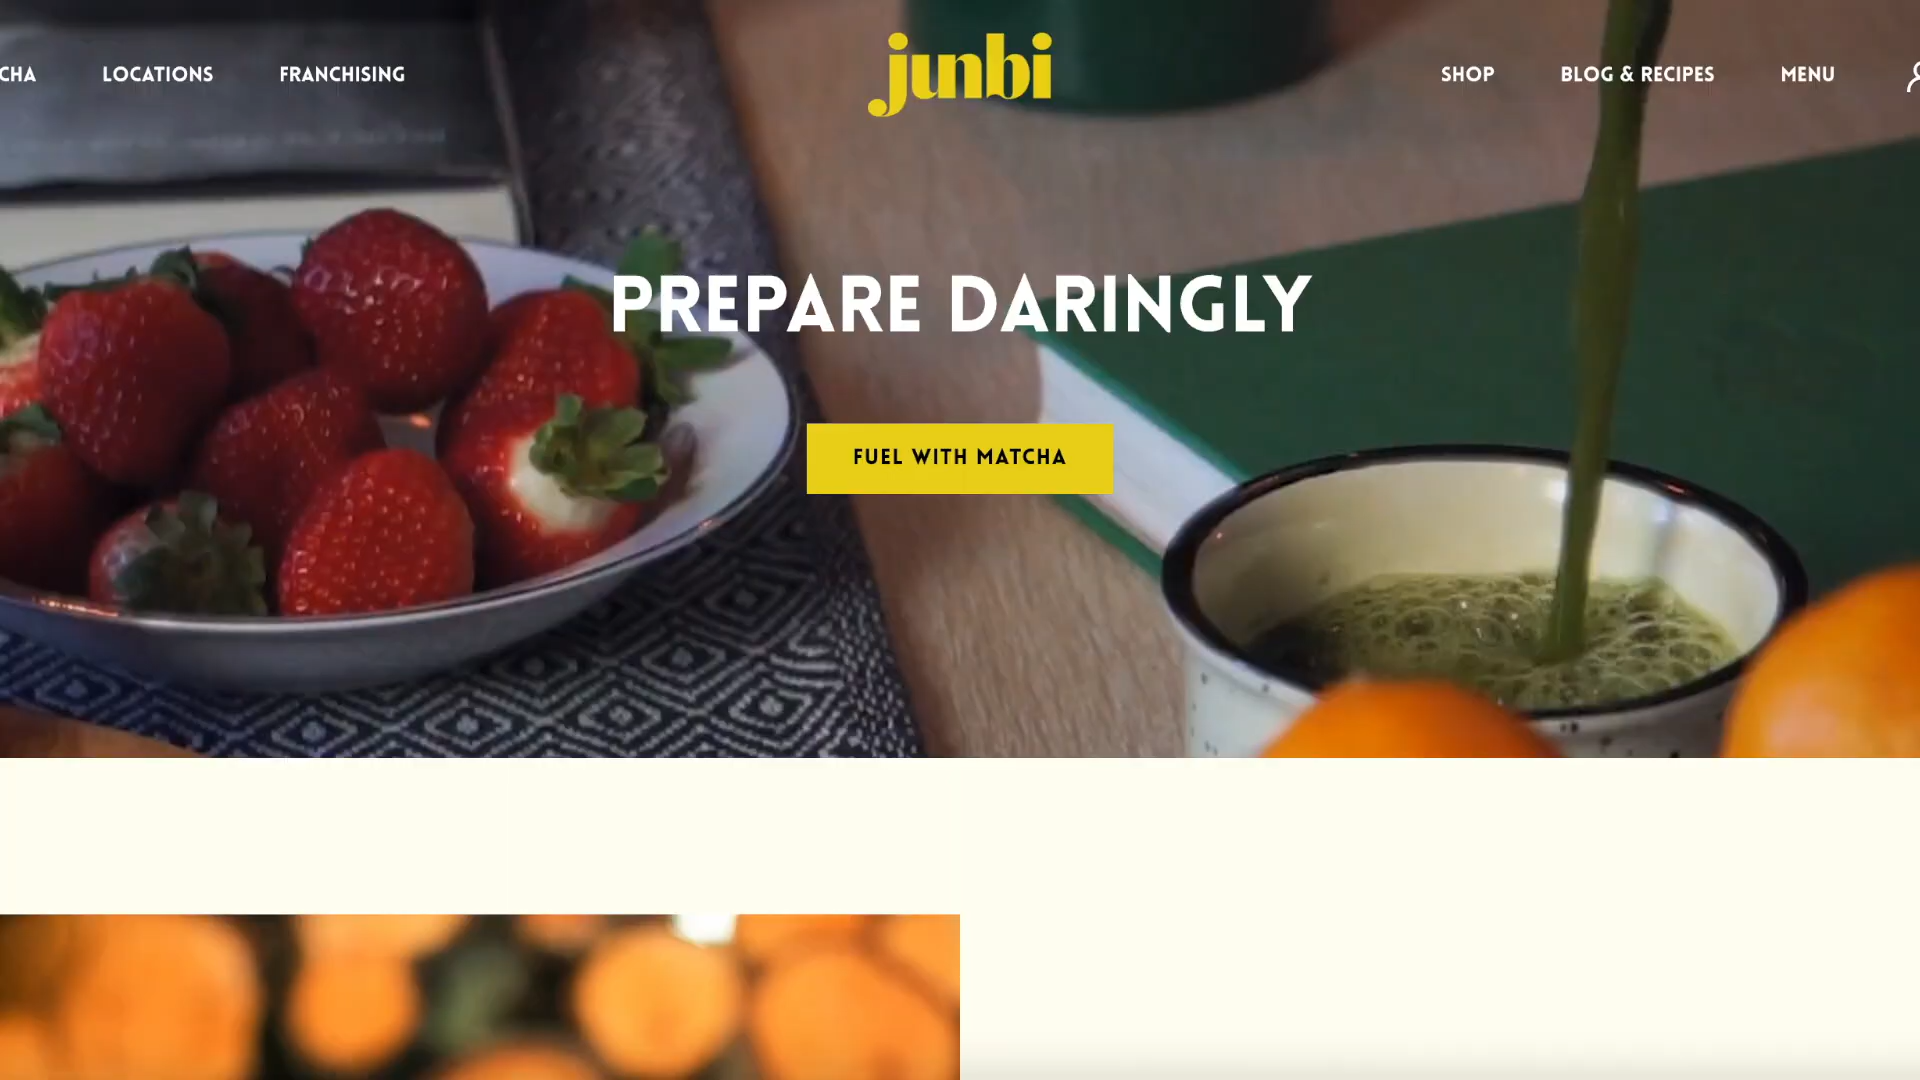 CHA LOCATIONS FRANCHISING junbi SHOP BLOG & RECIPES MENU
PREPARE DARINGLY
FUEL WITH MATCHA